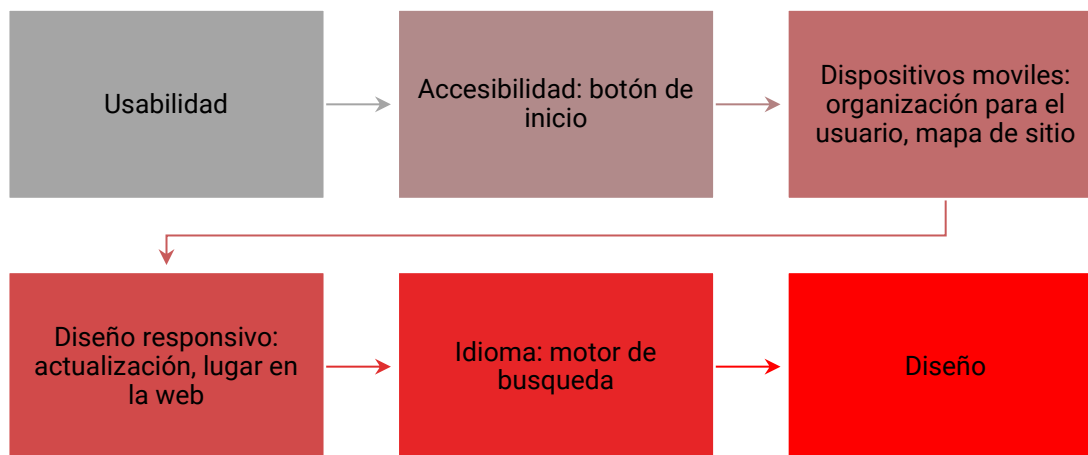 Usabilidad
Accesibilidad: botón de
inicio
Dispositivos moviles:
organización para el
usuario, mapa de sitio
Diseño responsivo:
actualización, lugar en
la web
Idioma: motor de
busqueda
Diseño